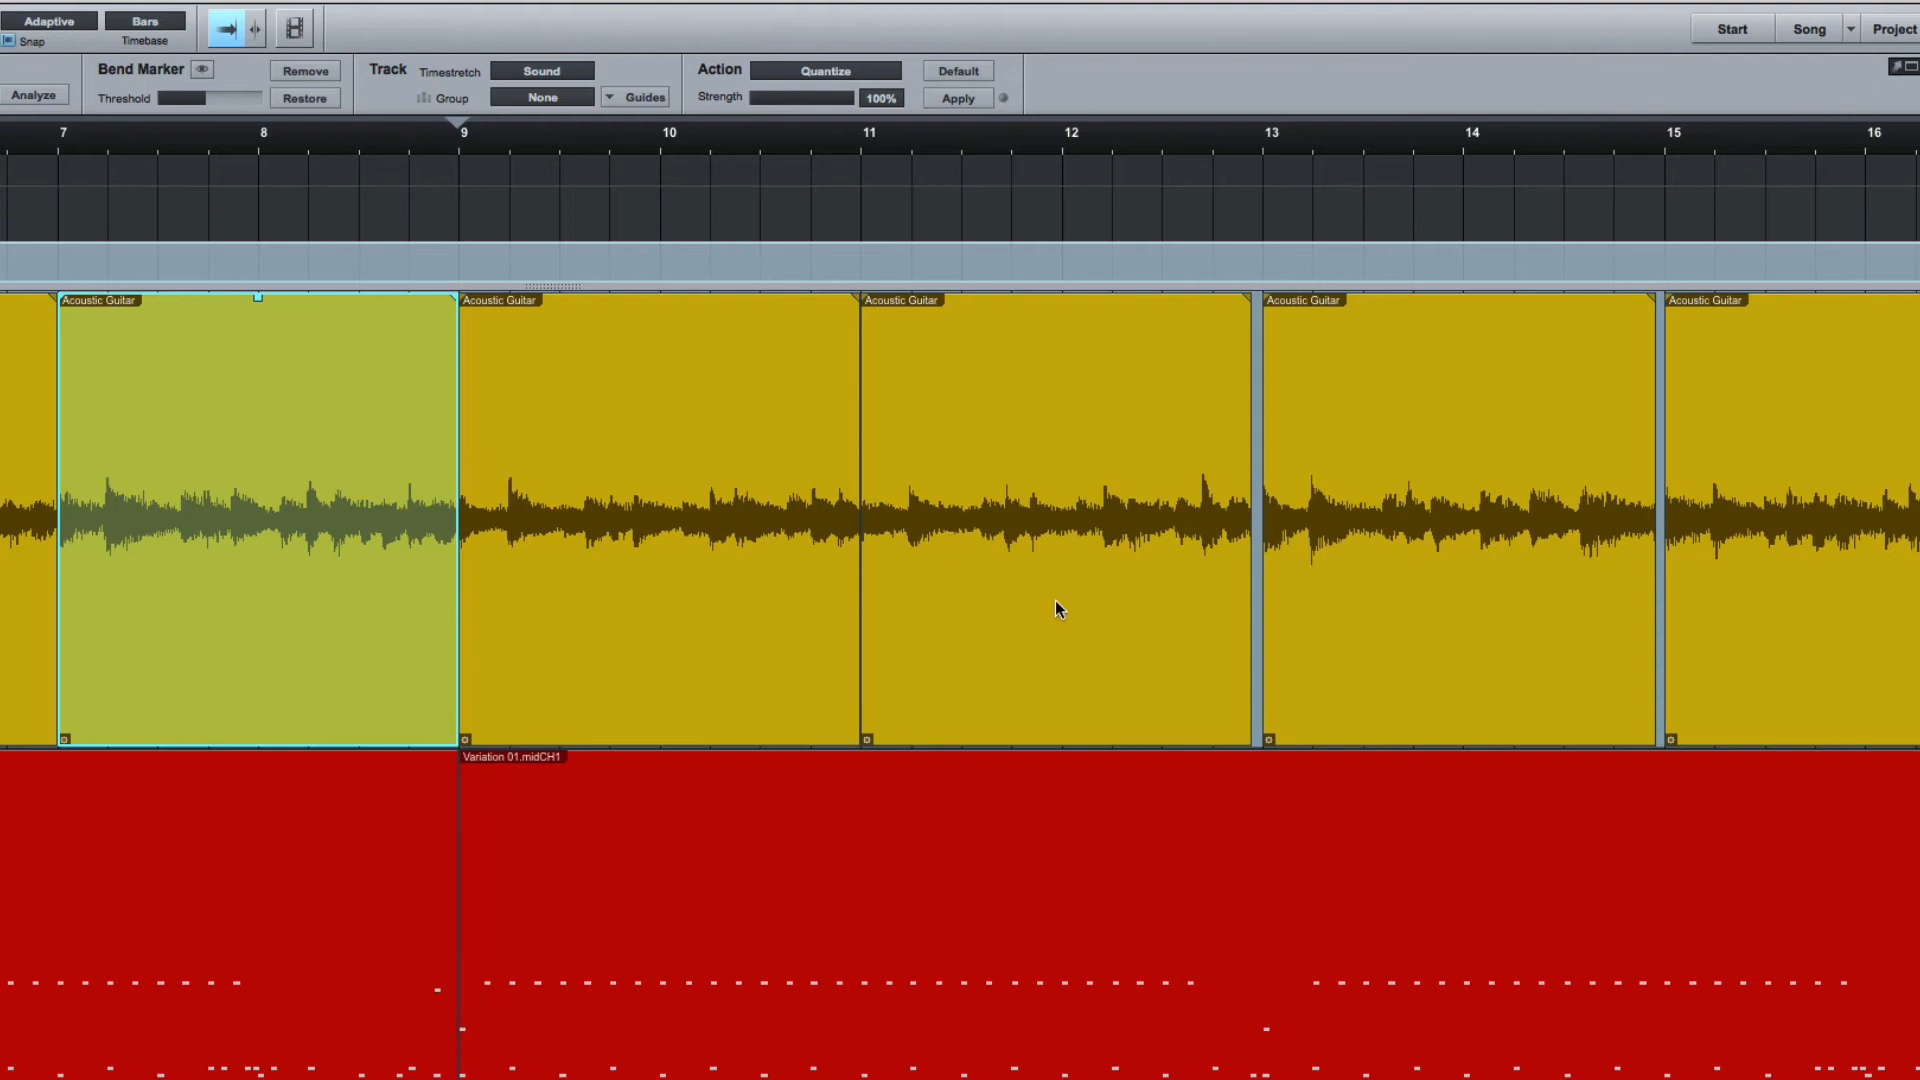 Adaptive Bars
Snap Timebase
Start Song Project
Bend Marker Remove Track Timestretch Sound Action Quantize Default
Analyze Threshold Restore Group None Guides Strength 100% Apply
7 8 9 10 11 12 13 14 15 16
Acoustic Guitar Acoustic Guitar Acoustic Guitar Acoustic Guitar Acoustic Guitar
Variation 01.midCH1